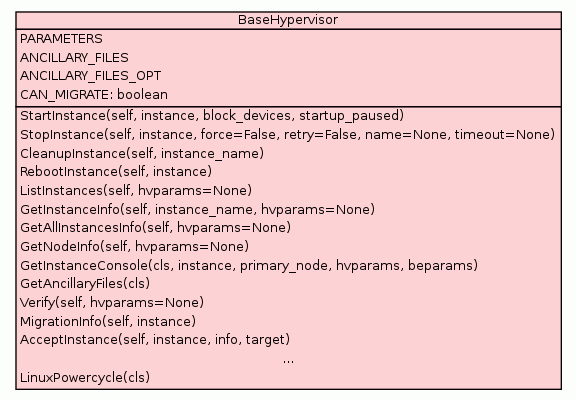 BaseHypervisor
PARAMETERS
ANCILLARY_FILES
ANCILLARY_FILES_OPT
CAN_MIGRATE: boolean
StartInstance(self, instance, block_devices, startup_paused)
StopInstance(self, instance, force=False, retry=False, name=None, timeout=None)
CleanupInstance(self, instance_name)
RebootInstance(self, instance)
ListInstances(self, hvparams=None)
GetInstanceInfo(self, instance_name, hvparams=None)
GetAllInstancesInfo(self, hvparams=None)
GetNodeInfo(self, hvparams=None)
GetInstanceConsole(cls, instance, primary_node, hvparams, beparams)
GetAncillaryFiles(cls)
Verify(self, hvparams=None)
MigrationInfo(self, instance)
AcceptInstance(self, instance, info, target)
...
LinuxPowercycle(cls)